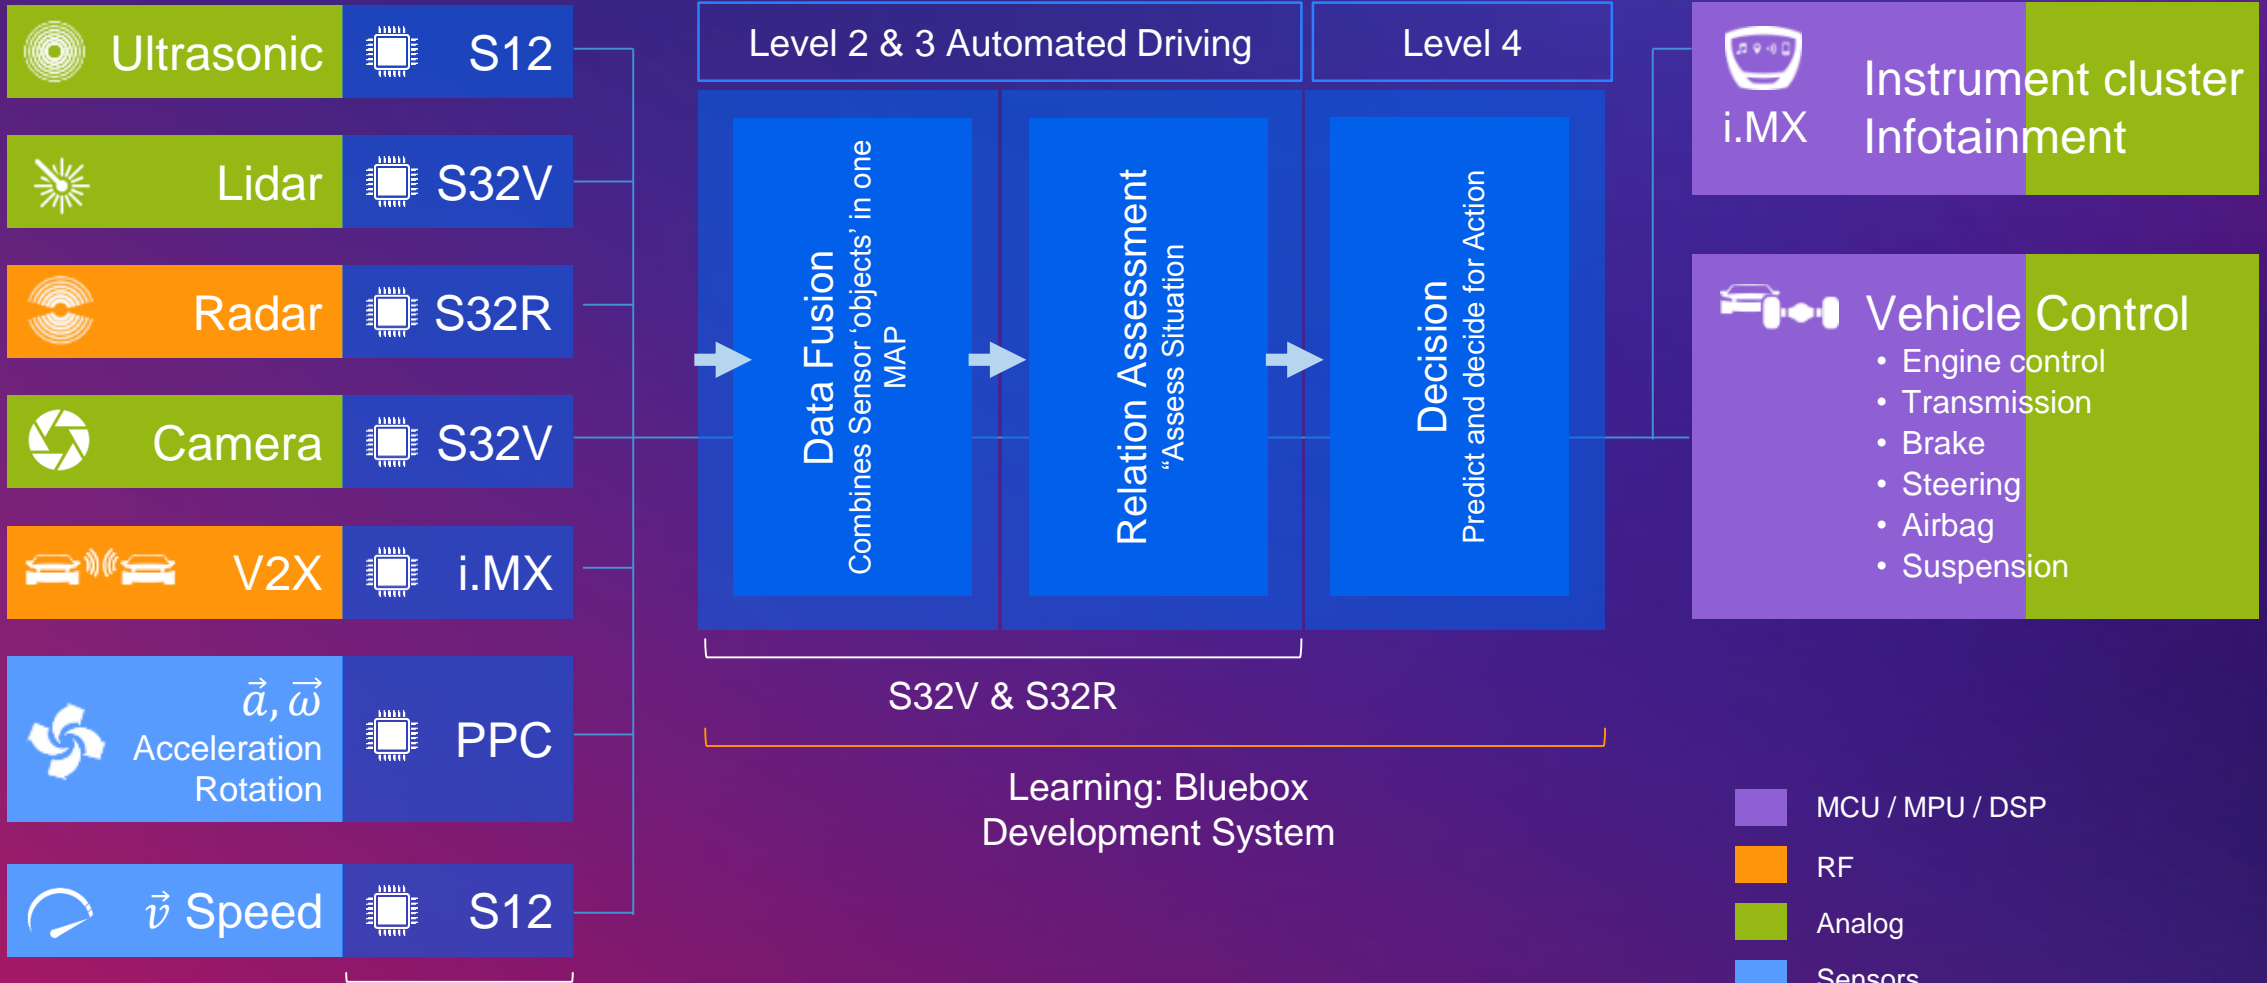 Ultrasonic
S12
Lidar
S32V
Radar
S32R
Camera
S32V
V2X
i.MX
a⃗, ω⃗
Acceleration
Rotation
PPC
v⃗ Speed
S12
Level 2 & 3 Automated Driving
Level 4
Data Fusion
Combines Sensor ‘objects’ in one
MAP
Relation Assessment
“Assess Situation
Decision
Predict and decide for Action
S32V & S32R
Learning: Bluebox
Development System
i.MX
Instrument cluster
Infotainment
Vehicle Control
• Engine control
• Transmission
• Brake
• Steering
• Airbag
• Suspension
MCU / MPU / DSP
RF
Analog
Sensors